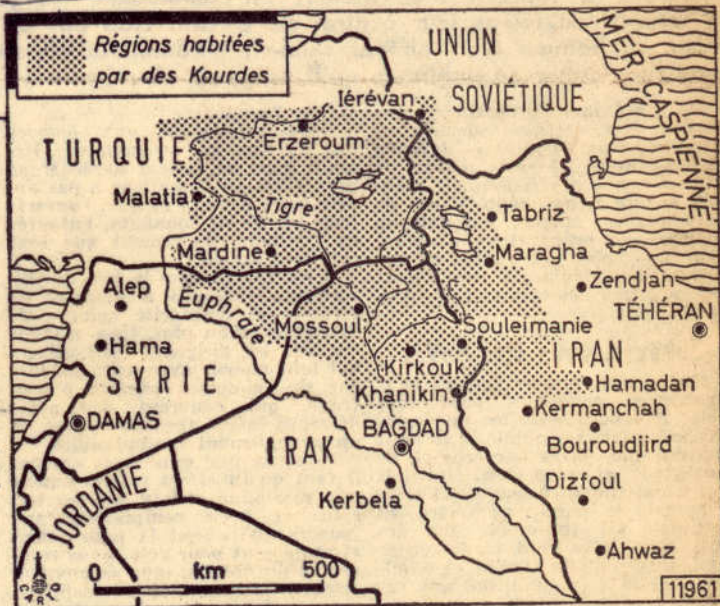 Régions habitées
par des Kourdes
UNION
SOVIÉTIQUE
MER CASPIENNE
Iérévan
Erzeroum
TURQUIE
Malatia
Tigre
Tabriz
Mardine
Maragha
Alep
Euphrate
Zendjan
Mossoul
Souleimanie
TÉHÉRAN
Hama
Kirkouk
IRAN
SYRIE
Khanikin
Hamadan
DAMAS
Kermanchah
BAGDAD
Bouroudjird
IRAK
JORDANIE
Kerbela
Dizfoul
Ahwaz
0 km 500
11961